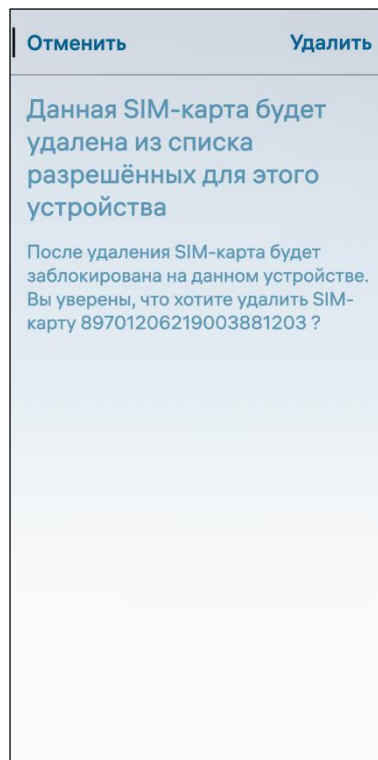 Отменить Удалить
Данная SIM-карта будет
удалена из списка
разрешённых для этого
устройства
После удаления SIM-карта будет
заблокирована на данном устройстве.
Вы уверены, что хотите удалить SIM-
карту 89701206219003881203 ?